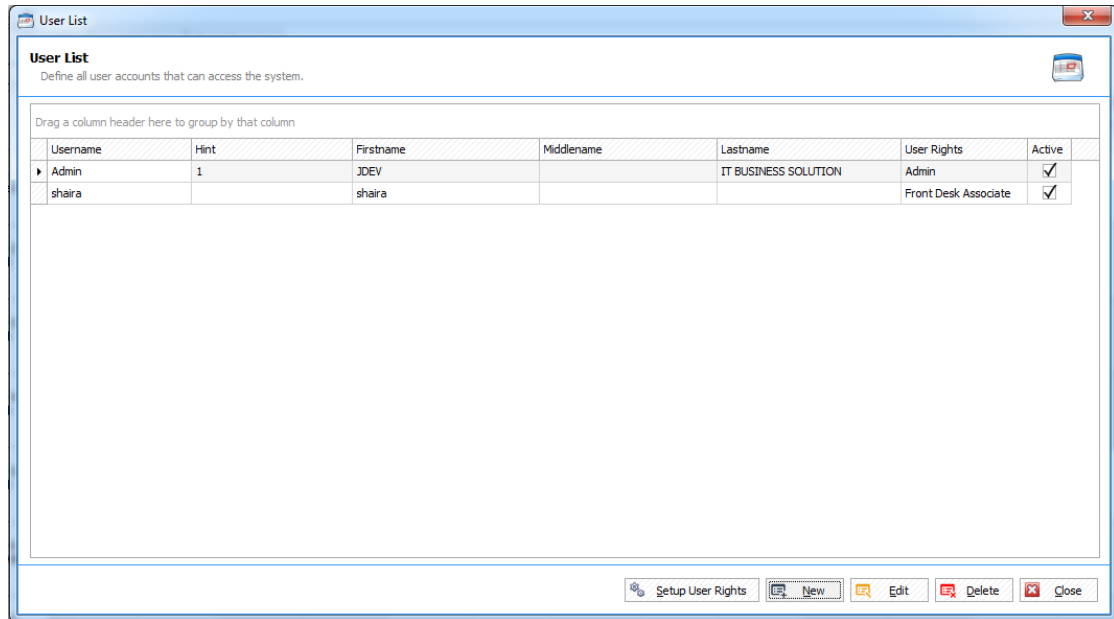 User List
User List
Define all user accounts that can access the system.
Drag a column header here to group by that column
Username Hint Firstname Middlename Lastname User Rights Active
Admin 1 JDEV IT BUSINESS SOLUTION Admin
shaira shaira Front Desk Associate
Setup User Rights New Edit Delete Close